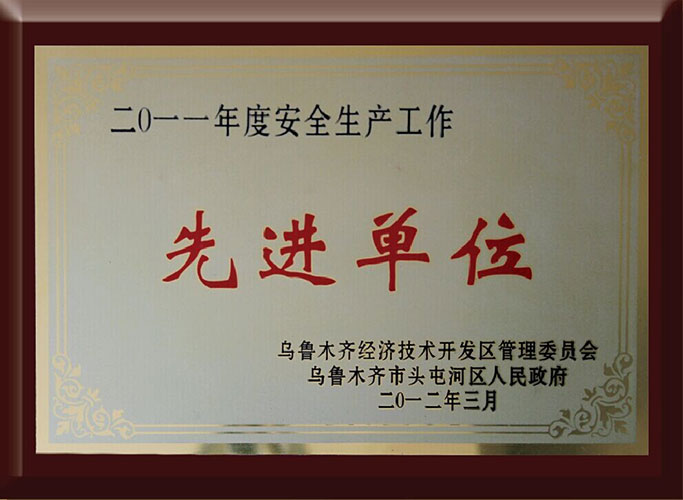 二０一一年度安全生产工作
先进单位
乌鲁木齐经济技术开发区管理委员会
乌鲁木齐市头屯河区人民政府
二０一二年三月